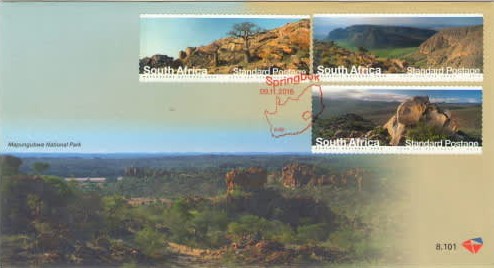 South Africa Standard Postage
South Africa Standard Postage
Springbok
09.11.2016
South Africa Standard Postage
Mapungubwe National Park
8.101